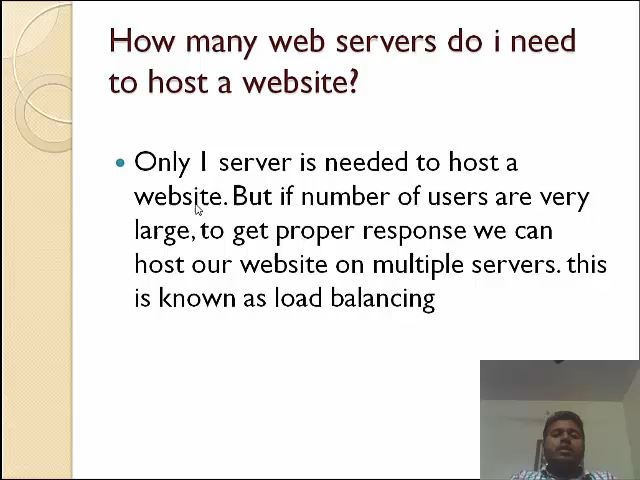 How many web servers do i need
to host a website?
Only 1 server is needed to host a
website. But if number of users are very
large, to get proper response we can
host our website on multiple servers. this
is known as load balancing